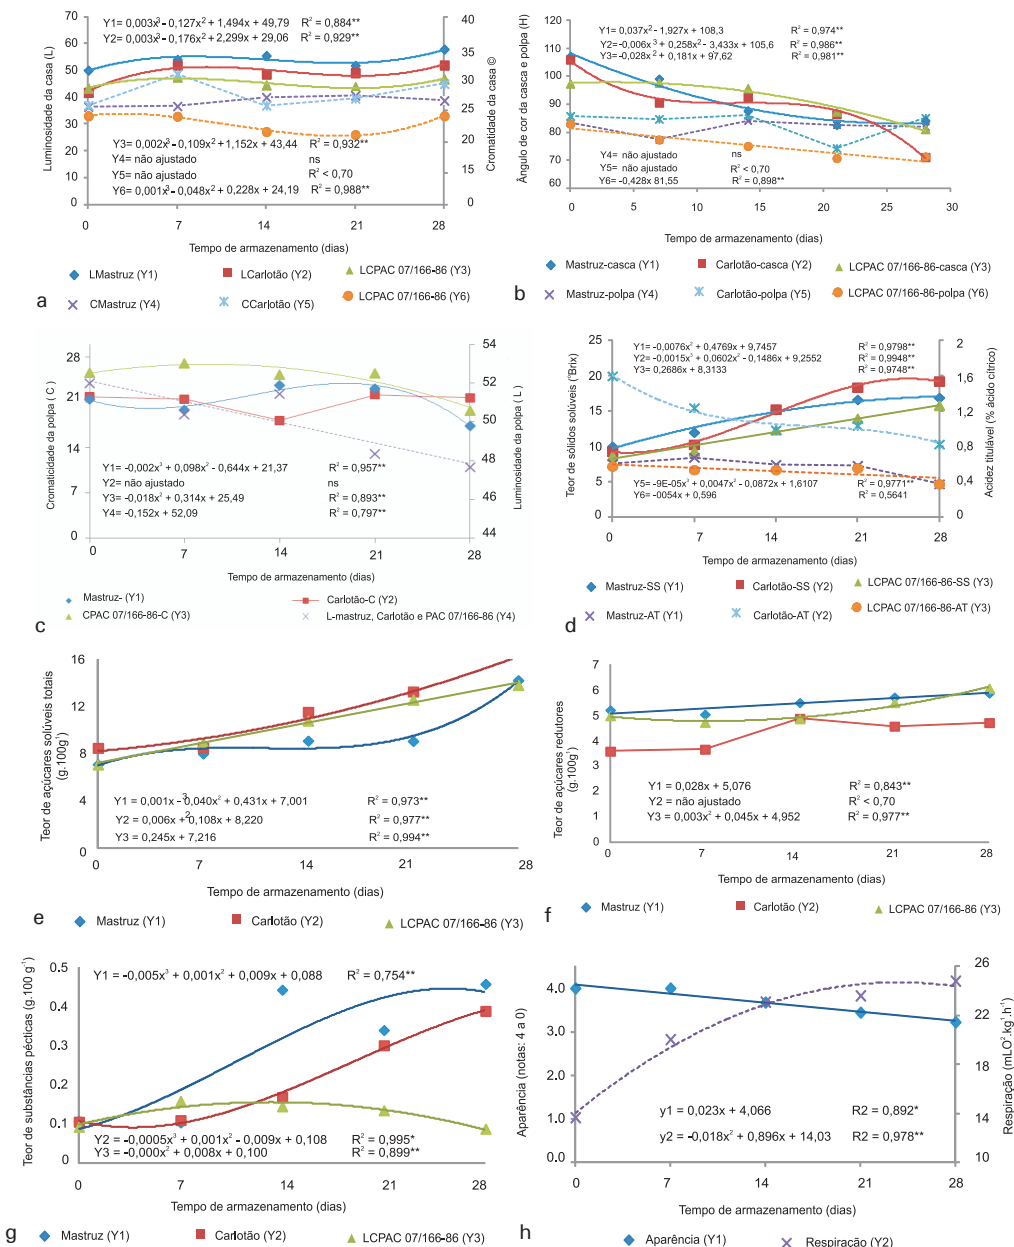 Y1= 0,003x³- 0,127x² + 1,494x + 49,79 R² = 0,884**
Y2= 0,003x³- 0,176x² + 2,299x + 29,06 R² = 0,929**
Luminosidade da casa (L)
70
60
50
40
30
20
10
0
Cromatidade da casa ©
40
35
30
25
20
15
10
5
0
Y3= 0,002x³- 0,109x² + 1,152x + 43,44 R² = 0,932**
Y4= não ajustado ns
Y5= não ajustado R² < 0,70
Y6= 0,001x³- 0,048x² + 0,228x + 24,19 R² = 0,988**
0 7 14 21 28
Tempo de armazenamento (dias)
LMastruz (Y1) LCarlotão (Y2) LCPAC 07/166-86 (Y3)
CMastruz (Y4) CCarlotão (Y5) LCPAC 07/166-86 (Y6)
a
Ângulo de cor da casca e polpa (H)
120
110
100
90
80
70
60
Y1= 0,037x² - 1,927x + 108,3 R² = 0,974**
Y2=-0,006x³ + 0,258x² - 3,433x + 105,6 R² = 0,986**
Y3=-0,028x² + 0,181x + 97,62 R² = 0,981**
Y4= não ajustado ns
Y5= não ajustado R² < 0,70
Y6= -0,428x 81,55 R² = 0,898**
0 5 10 15 20 25 30
Tempo de armazenamento (dias)
Mastruz-casca (Y1) Carlotão-casca (Y2) LCPAC 07/166-86-casca (Y3)
Mastruz-polpa (Y4) Carlotão-polpa (Y5) LCPAC 07/166-86-polpa (Y6)
b
Cromaticidade da polpa ( C )
28
21
14
7
0
Luminosidade da polpa ( L )
54
52
50
48
46
44
Y1= -0,002x³ + 0,098x² - 0,644x + 21,37 R² = 0,957**
Y2= não ajustado ns
Y3= -0,018x² + 0,314x + 25,49 R² = 0,893**
Y4= -0,152x + 52,09 R² = 0,797**
0 7 14 21 28
Tempo de armazenamento (dias)
Mastruz- (Y1) Carlotão-C (Y2)
CPAC 07/166-86-C (Y3) L-mastruz, Carlotão e PAC 07/166-86 (Y4)
c
Teor de sólidos solúveis (°Brix)
25
20
15
10
5
0
Acidez titulável (% ácido cítrico)
2
1,6
1,2
0,8
0,4
0
Y1= -0,0076x² + 0,4769x + 9,7457 R² = 0,9798**
Y2= -0,0015x³ + 0,0602x² - 0,1486x + 9,2552 R² = 0,9948**
Y3= 0,2686x + 8,3133 R² = 0,9748**
Y5= -9E-05x³ + 0,0047x² - 0,0872x + 1,6107 R² = 0,9771**
Y6= -0054x + 0,596 R² = 0,5641
0 7 14 21 28
Tempo de armazenamento (dias)
Mastruz-SS (Y1) Carlotão-SS (Y2) LCPAC 07/166-86-SS (Y3)
Mastruz-AT (Y1) Carlotão-AT (Y2) LCPAC 07/166-86-AT (Y3)
d
Teor de açúcares solúveis totais
(g.100g¹)
16
12
8
4
0
Y1 = 0,001x³ - 0,040x² + 0,431x + 7,001 R² = 0,973**
Y2 = 0,006x² + 0,108x + 8,220 R² = 0,977**
Y3 = 0,245x + 7,216 R² = 0,994**
0 7 14 21 28
Tempo de armazenamento (dias)
e
Mastruz (Y1) Carlotão (Y2) LCPAC 07/166-86 (Y3)
Teor de açúcares redutores
(g.100g¹)
7
6
5
4
3
2
1
0
Y1 = 0,028x + 5,076 R² = 0,843**
Y2 = não ajustado R² < 0,70
Y3 = 0,003x² + 0,045x + 4,952 R² = 0,977**
0 7 14 21 28
Tempo de armazenamento (dias)
f
Mastruz (Y1) Carlotão (Y2) LCPAC 07/166-86 (Y3)
Teor de substâncias pécticas (g.100 g⁻¹)
0.5
0.4
0.3
0.2
0.1
0
Y1 = -0,005x³ + 0,001x² + 0,009x + 0,088 R² = 0,754**
Y2 = -0,0005x³ + 0,001x² - 0,009x + 0,108 R² = 0,995*
Y3 = -0,000x² + 0,008x + 0,100 R² = 0,899**
0 7 14 21 28
Tempo de armazenamento (dias)
g
Mastruz (Y1) Carlotão (Y2) LCPAC 07/166-86 (Y3)
Aparência (notas: 4 a 0)
4.0
3.0
2.0
1.0
0.0
Respiração (mLO².kg¹.h⁻¹)
26
22
18
14
10
y1 = 0,023x + 4,066 R2 = 0,892*
y2 = -0,018x² + 0,896x + 14,03 R2 = 0,978**
0 7 14 21 28
Tempo de armazenamento (dias)
h
Aparência (Y1) Respiração (Y2)